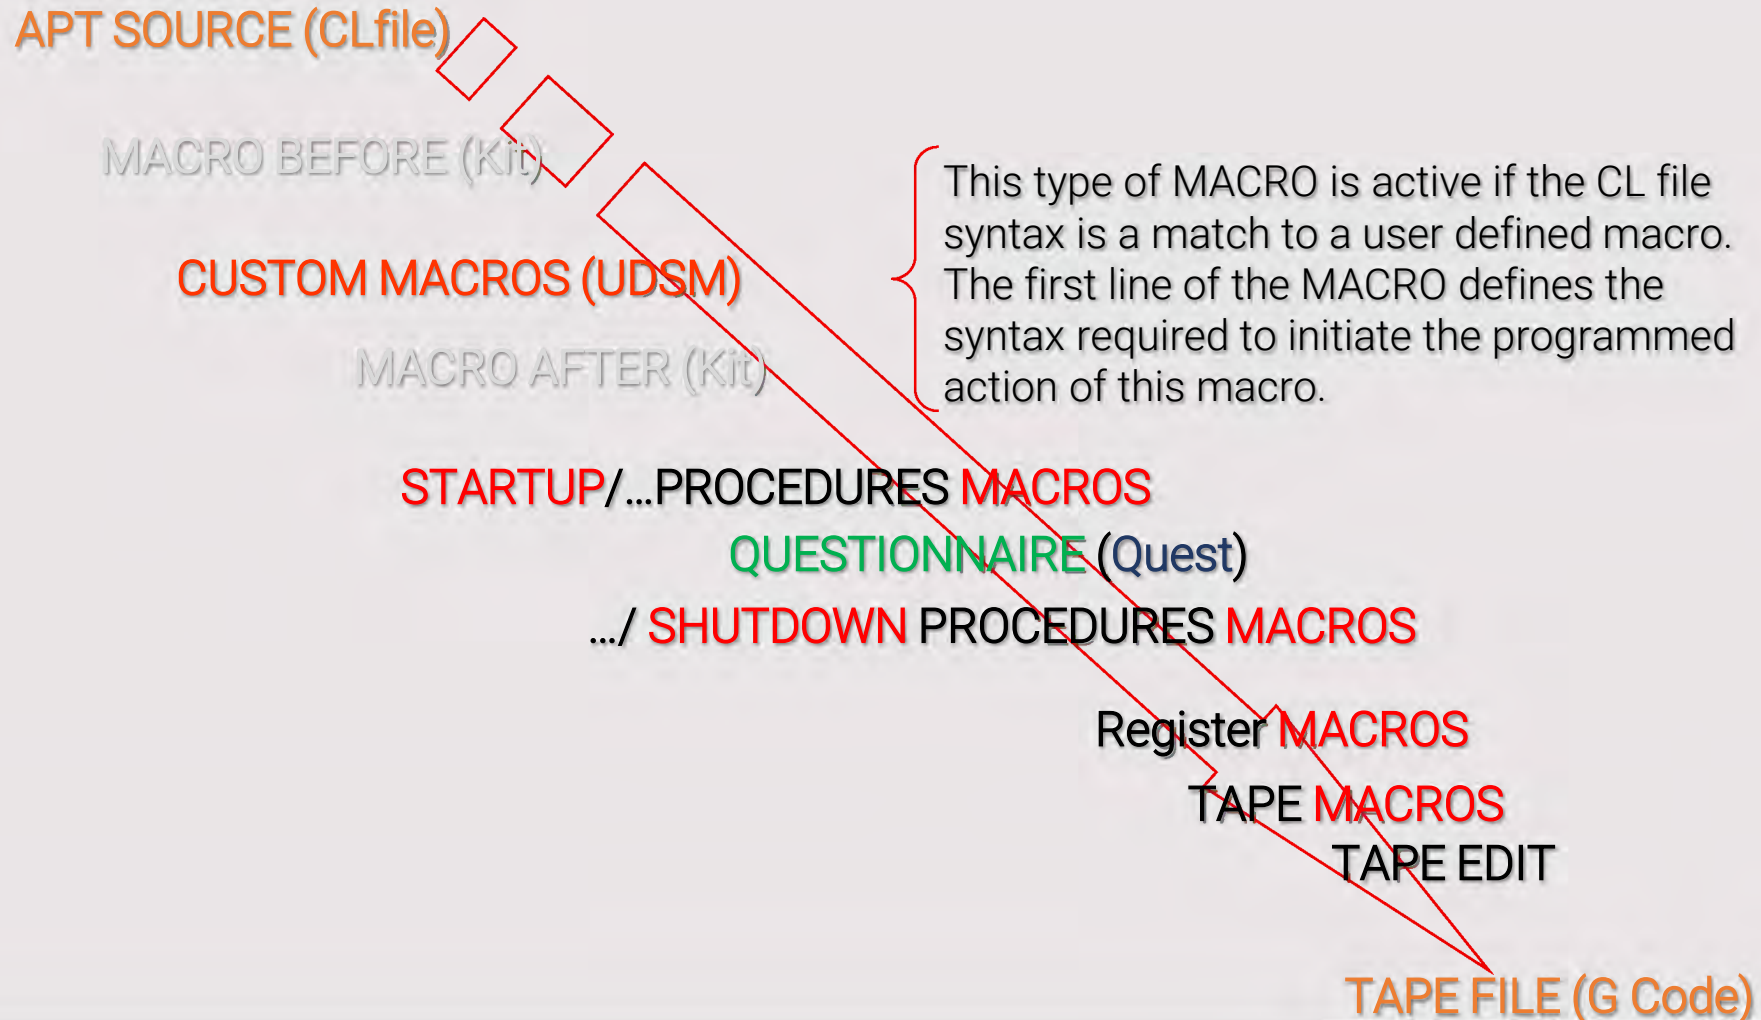 APT SOURCE (CLfile)
MACRO BEFORE (Kit)
CUSTOM MACROS (UDSM)
This type of MACRO is active if the CL file
syntax is a match to a user defined macro.
The first line of the MACRO defines the
syntax required to initiate the programmed
action of this macro.
MACRO AFTER (Kit)
STARTUP/...PROCEDURES MACROS
QUESTIONNAIRE (Quest)
.../ SHUTDOWN PROCEDURES MACROS
Register MACROS
TAPE MACROS
TAPE EDIT
TAPE FILE (G Code)